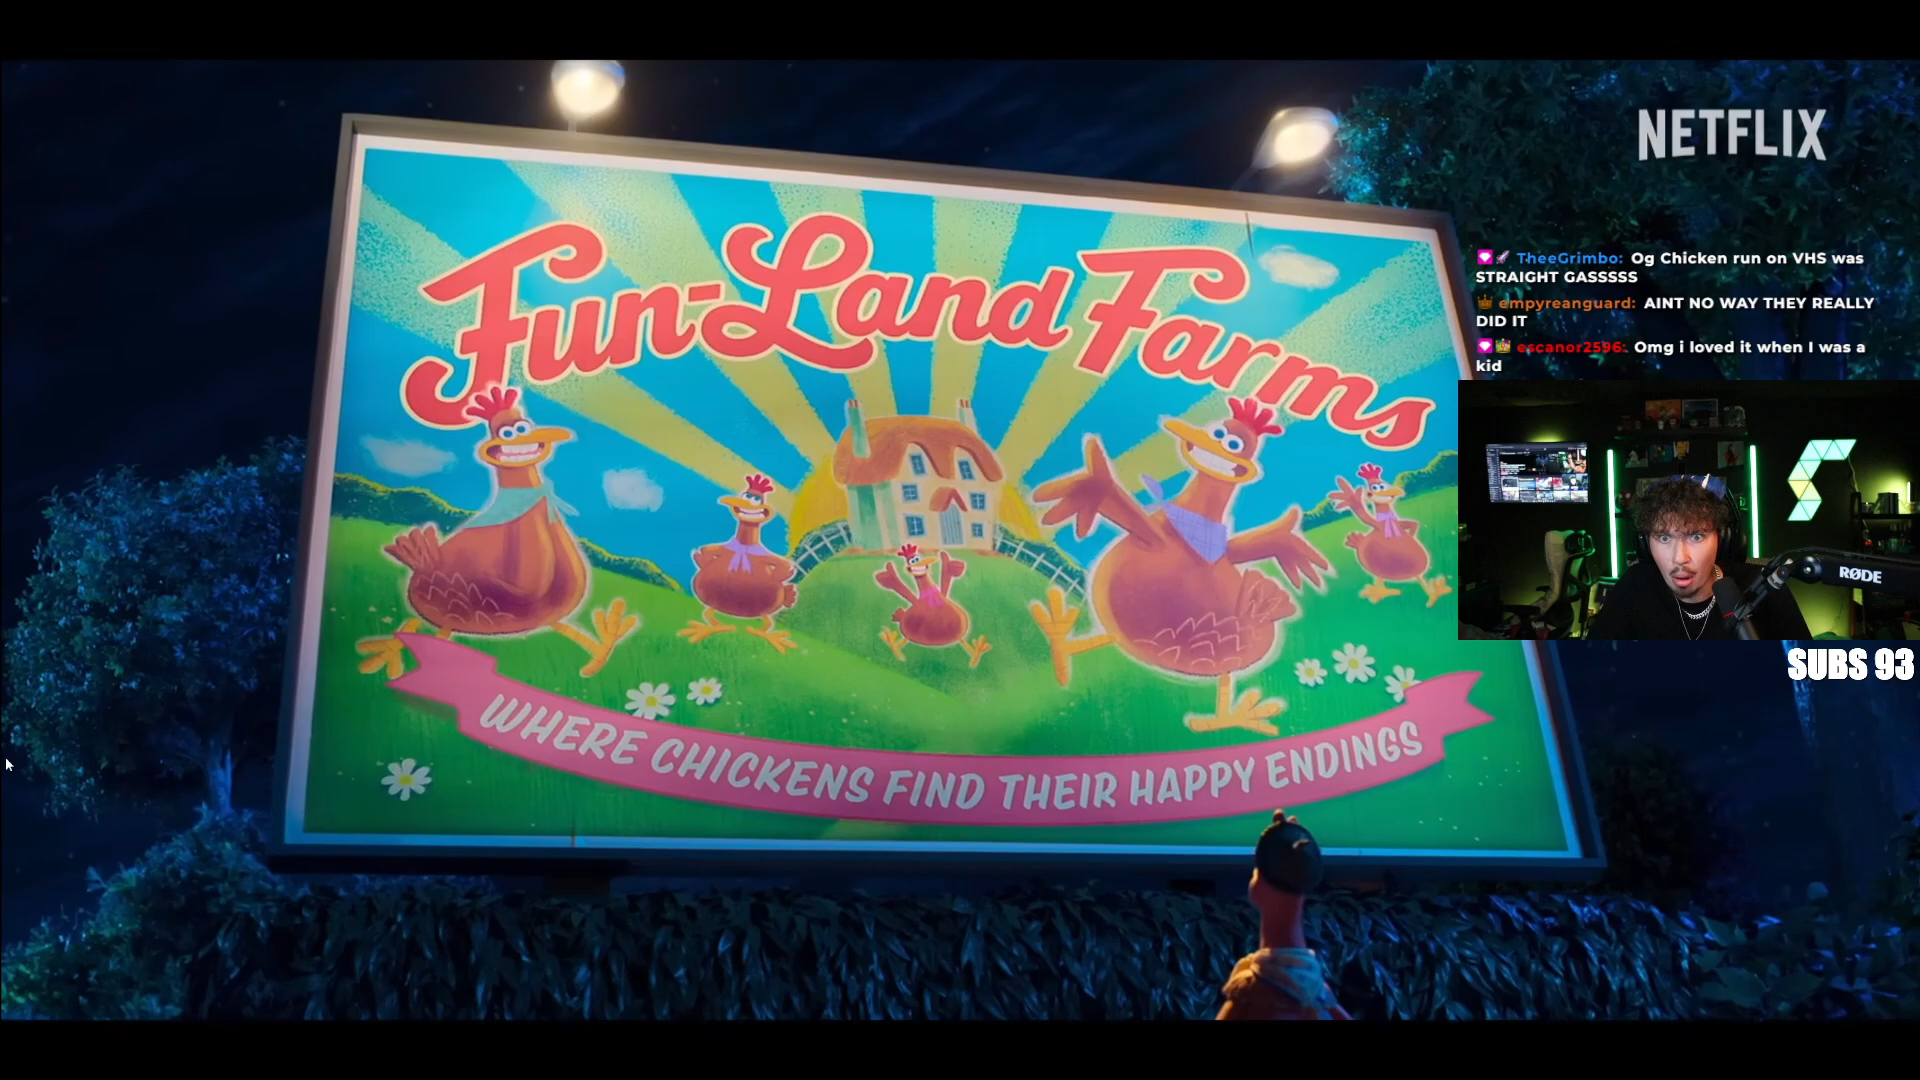 NETFLIX
Fun-Land Farms
WHERE CHICKENS FIND THEIR HAPPY ENDINGS
TheeGrimbo: Og Chicken run on VHS was
STRAIGHT GASSSSS
empyreanguard: AINT NO WAY THEY REALLY
DID IT
escanor2596: Omg i loved it when I was a
kid
RØDE
SUBS 93